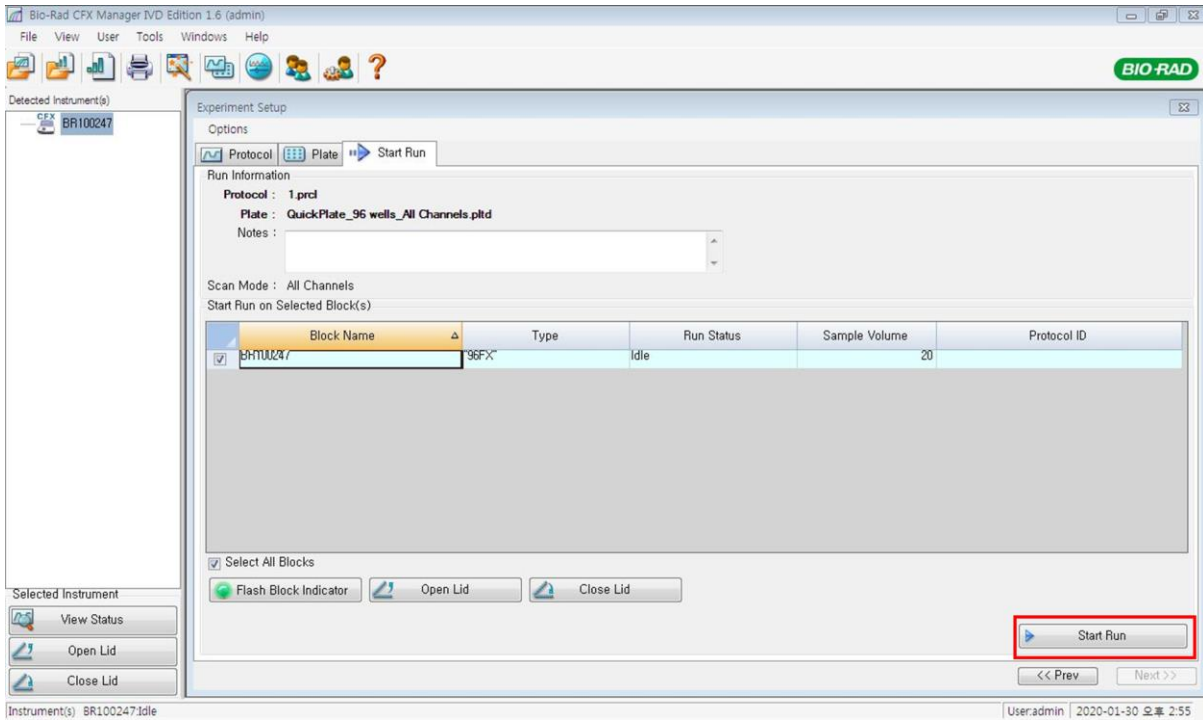 Bio-Rad CFX Manager IVD Edition 1.6 (admin)
File View User Tools Windows Help
BIO-RAD
Detected Instrument(s)
CFX BR100247
Experiment Setup
Options
Protocol Plate Start Run
Run Information
Protocol : 1.prcl
Plate : QuickPlate_96 wells_All Channels.pltd
Notes :
Scan Mode : All Channels
Start Run on Selected Block(s)
Block Name Type Run Status Sample Volume Protocol ID
BR100247 "96FX" Idle 20
Select All Blocks
Flash Block Indicator Open Lid Close Lid
Selected Instrument
View Status
Open Lid
Close Lid
Start Run
<< Prev Next >>
Instrument(s) BR100247:Idle User:admin 2020-01-30 오후 2:55